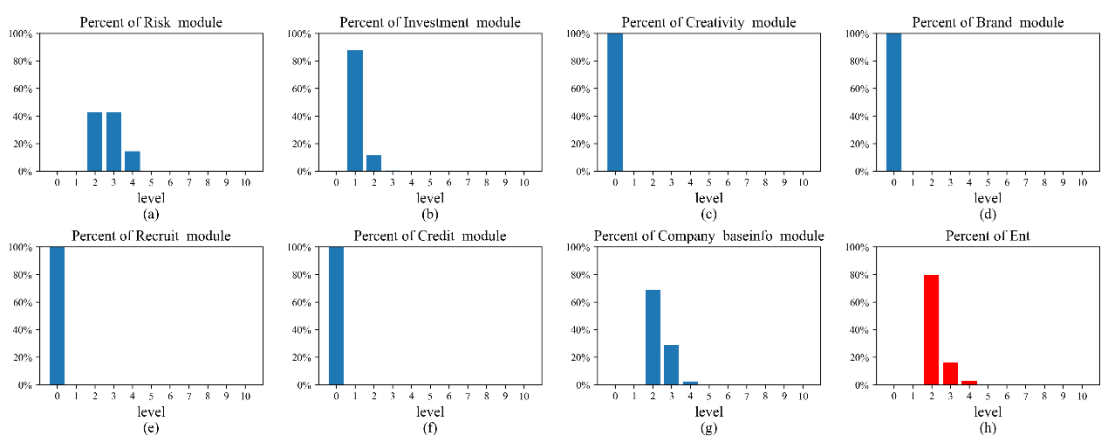 Percent of Risk module
100%
80%
60%
40%
20%
0%
0 1 2 3 4 5 6 7 8 9 10
level
(a)
Percent of Investment module
100%
80%
60%
40%
20%
0%
0 1 2 3 4 5 6 7 8 9 10
level
(b)
Percent of Creativity module
100%
80%
60%
40%
20%
0%
0 1 2 3 4 5 6 7 8 9 10
level
(c)
Percent of Brand module
100%
80%
60%
40%
20%
0%
0 1 2 3 4 5 6 7 8 9 10
level
(d)
Percent of Recruit module
100%
80%
60%
40%
20%
0%
0 1 2 3 4 5 6 7 8 9 10
level
(e)
Percent of Credit module
100%
80%
60%
40%
20%
0%
0 1 2 3 4 5 6 7 8 9 10
level
(f)
Percent of Company baseinfo module
100%
80%
60%
40%
20%
0%
0 1 2 3 4 5 6 7 8 9 10
level
(g)
Percent of Ent
100%
80%
60%
40%
20%
0%
0 1 2 3 4 5 6 7 8 9 10
level
(h)